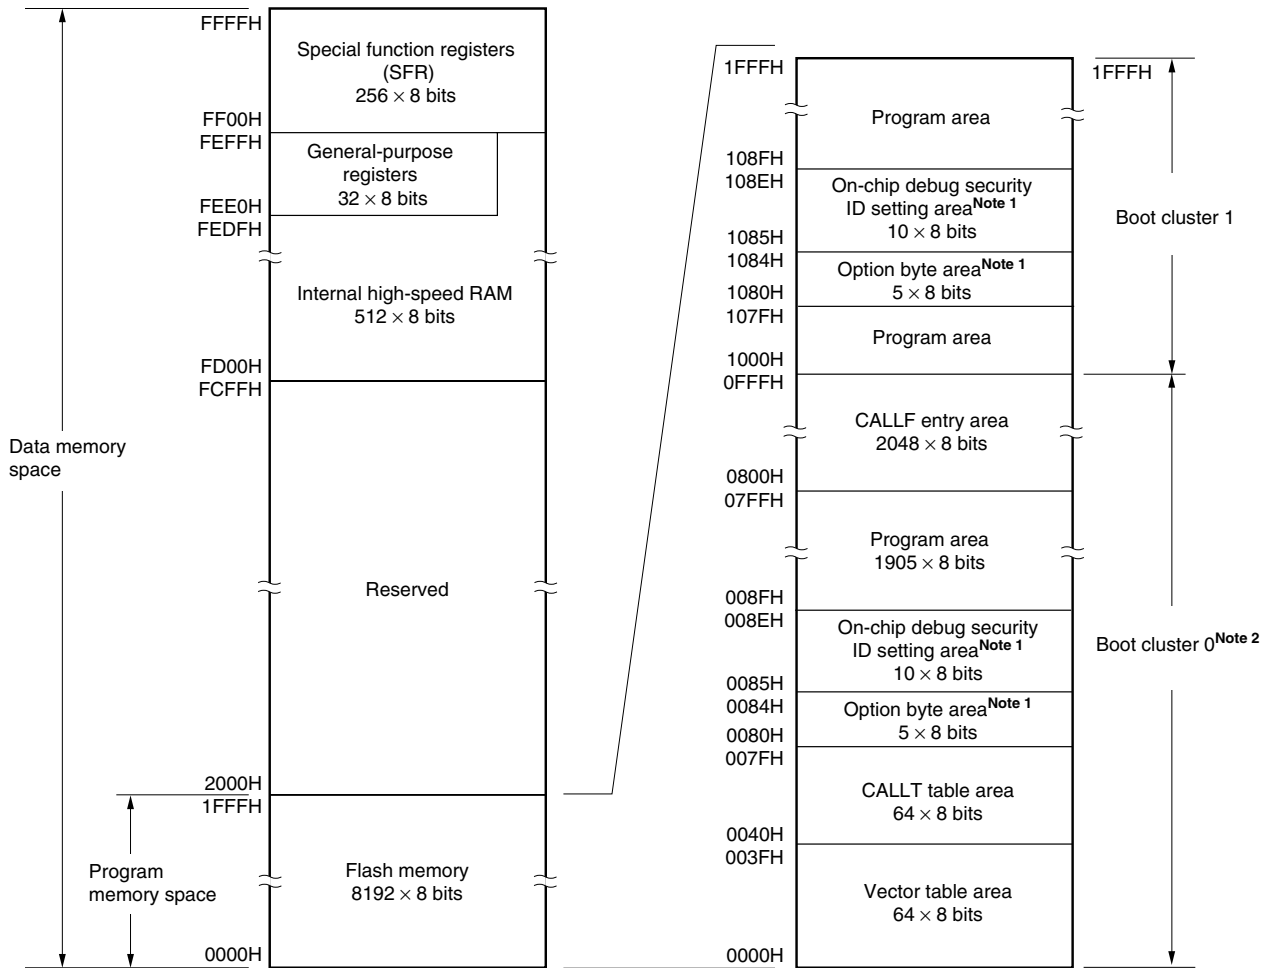 FFFFH
Special function registers
(SFR)
256 × 8 bits
FF00H
FEFFH
General-purpose
registers
32 × 8 bits
FEE0H
FEDFH
Internal high-speed RAM
512 × 8 bits
FD00H
FCFFH
Data memory
space
Reserved
2000H
1FFFH
Program
memory space
Flash memory
8192 × 8 bits
0000H
1FFFH
1FFFH
Program area
108FH
108EH
On-chip debug security
ID setting areaNote 1
10 × 8 bits
Boot cluster 1
1085H
1084H
Option byte areaNote 1
5 × 8 bits
1080H
107FH
Program area
1000H
0FFFH
CALLF entry area
2048 × 8 bits
0800H
07FFH
Program area
1905 × 8 bits
008FH
008EH
On-chip debug security
ID setting areaNote 1
10 × 8 bits
Boot cluster 0Note 2
0085H
0084H
Option byte areaNote 1
5 × 8 bits
0080H
007FH
CALLT table area
64 × 8 bits
0040H
003FH
Vector table area
64 × 8 bits
0000H